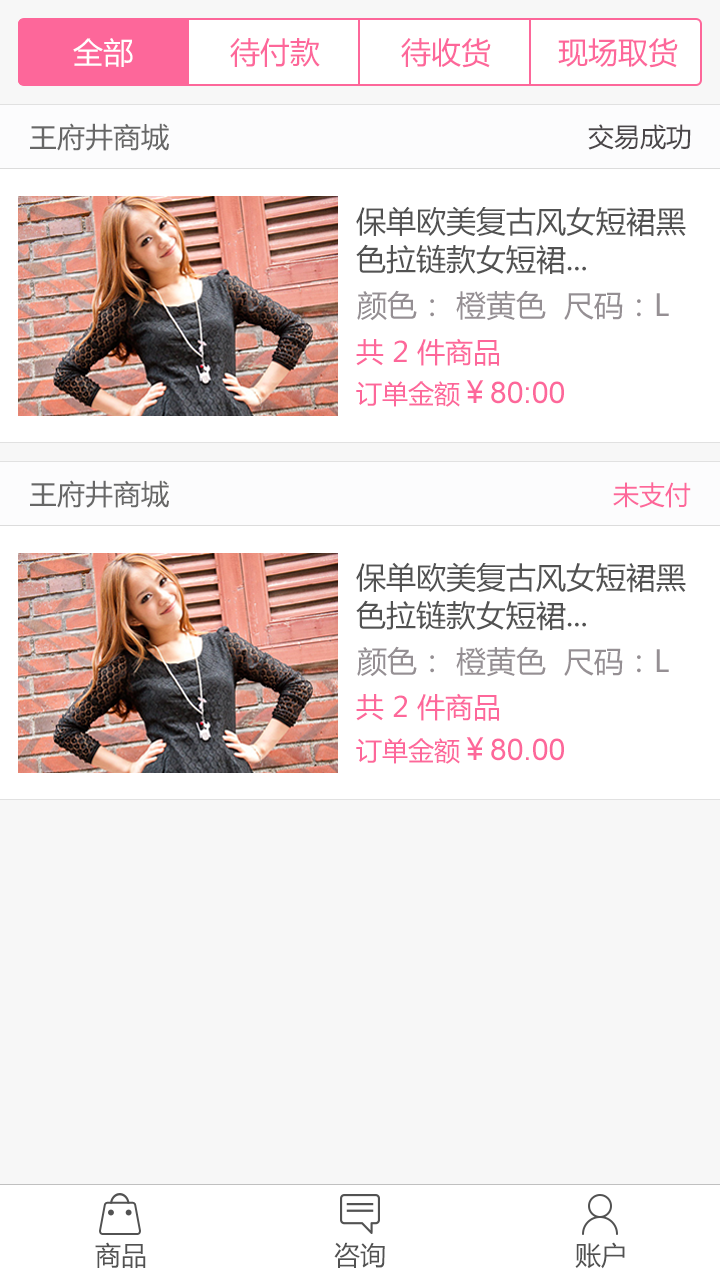 全部 待付款 待收货 现场取货
王府井商城 交易成功
保单欧美复古风女短裙黑
色拉链款女短裙...
颜色 : 橙黄色 尺码 : L
共 2 件商品
订单金额 ¥ 80:00
王府井商城 未支付
保单欧美复古风女短裙黑
色拉链款女短裙...
颜色 : 橙黄色 尺码 : L
共 2 件商品
订单金额 ¥ 80.00
商品 咨询 账户